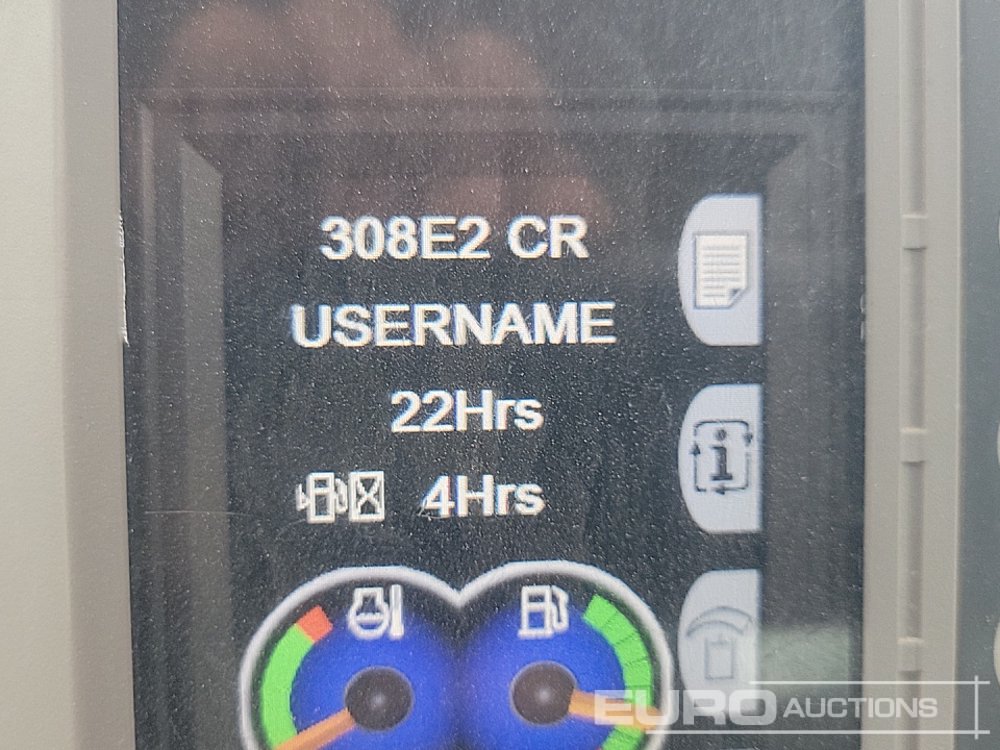 308E2 CR
USERNAME
22Hrs
4Hrs
EURO AUCTIONS